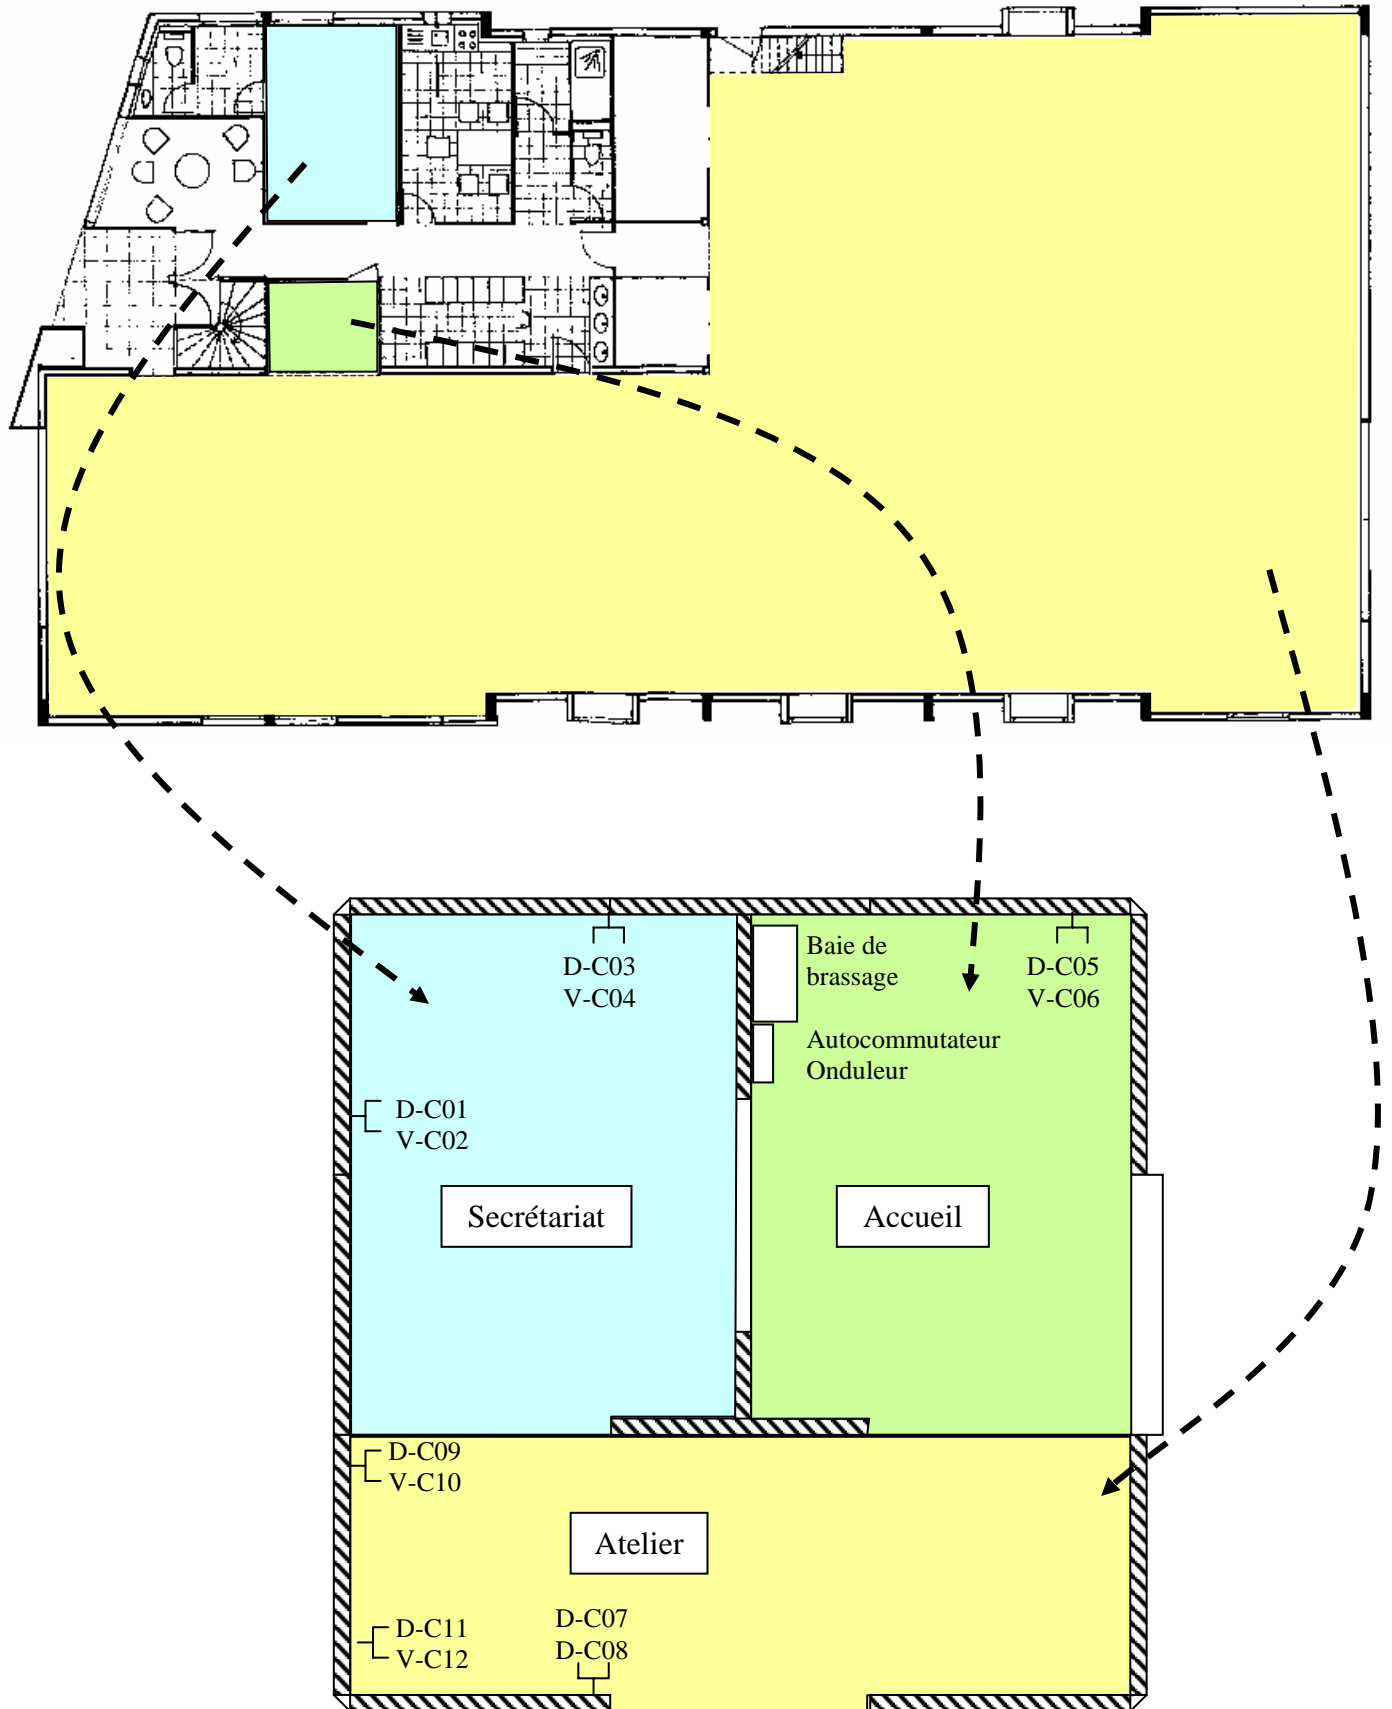 D-C03
V-C04
Baie de
brassage
D-C05
V-C06
Autocommutateur
Onduleur
D-C01
V-C02
Secrétariat
Accueil
D-C09
V-C10
Atelier
D-C11
V-C12
D-C07
D-C08